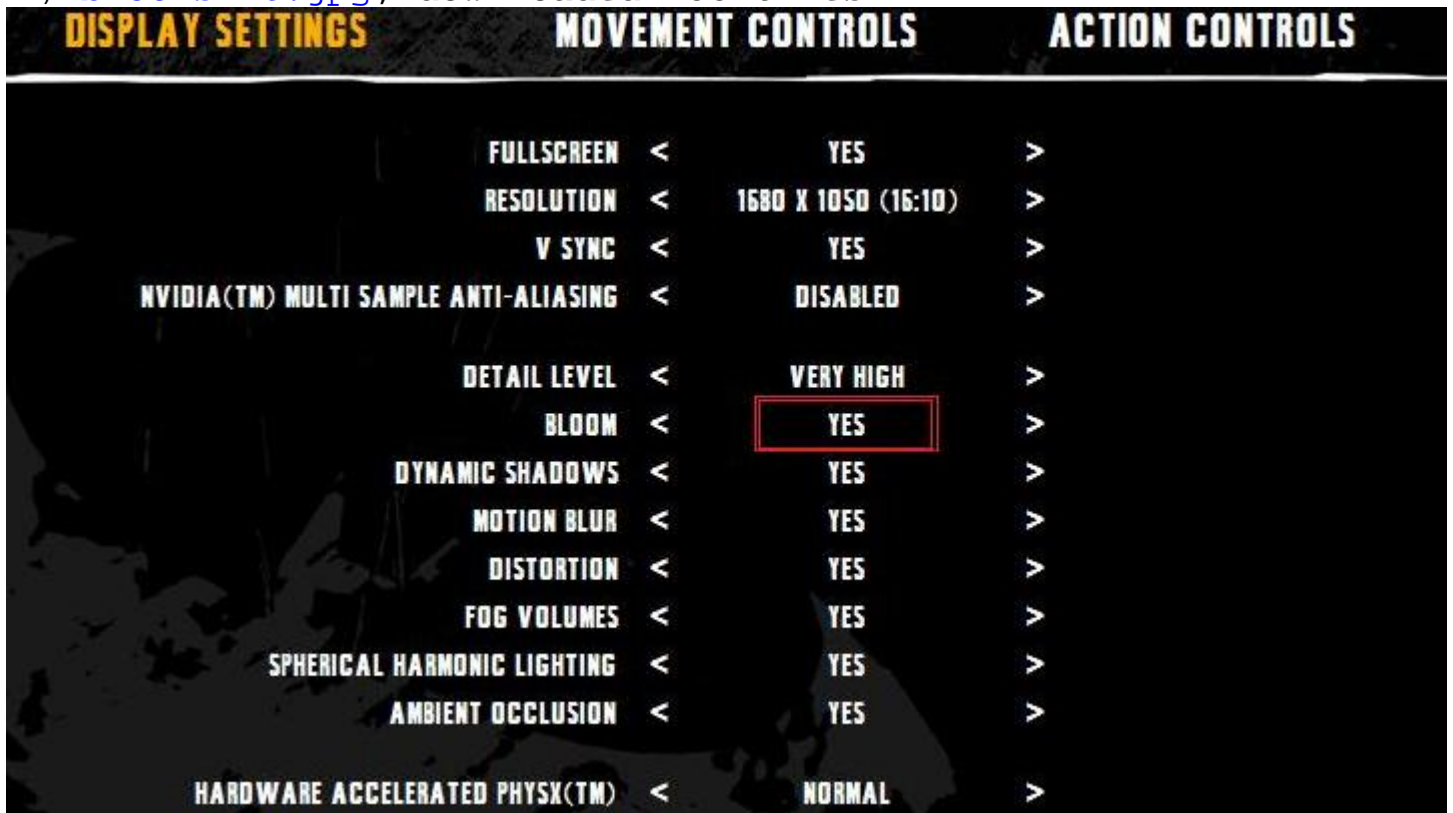 DISPLAY SETTINGS MOVEMENT CONTROLS ACTION CONTROLS
FULLSCREEN < YES >
RESOLUTION < 1680 X 1050 (16:10) >
V SYNC < YES >
NVIDIA(TM) MULTI SAMPLE ANTI-ALIASING < DISABLED >
DETAIL LEVEL < VERY HIGH >
BLOOM < YES >
DYNAMIC SHADOWS < YES >
MOTION BLUR < YES >
DISTORTION < YES >
FOG VOLUMES < YES >
SPHERICAL HARMONIC LIGHTING < YES >
AMBIENT OCCLUSION < YES >
HARDWARE ACCELERATED PHYSX(TM) < NORMAL >